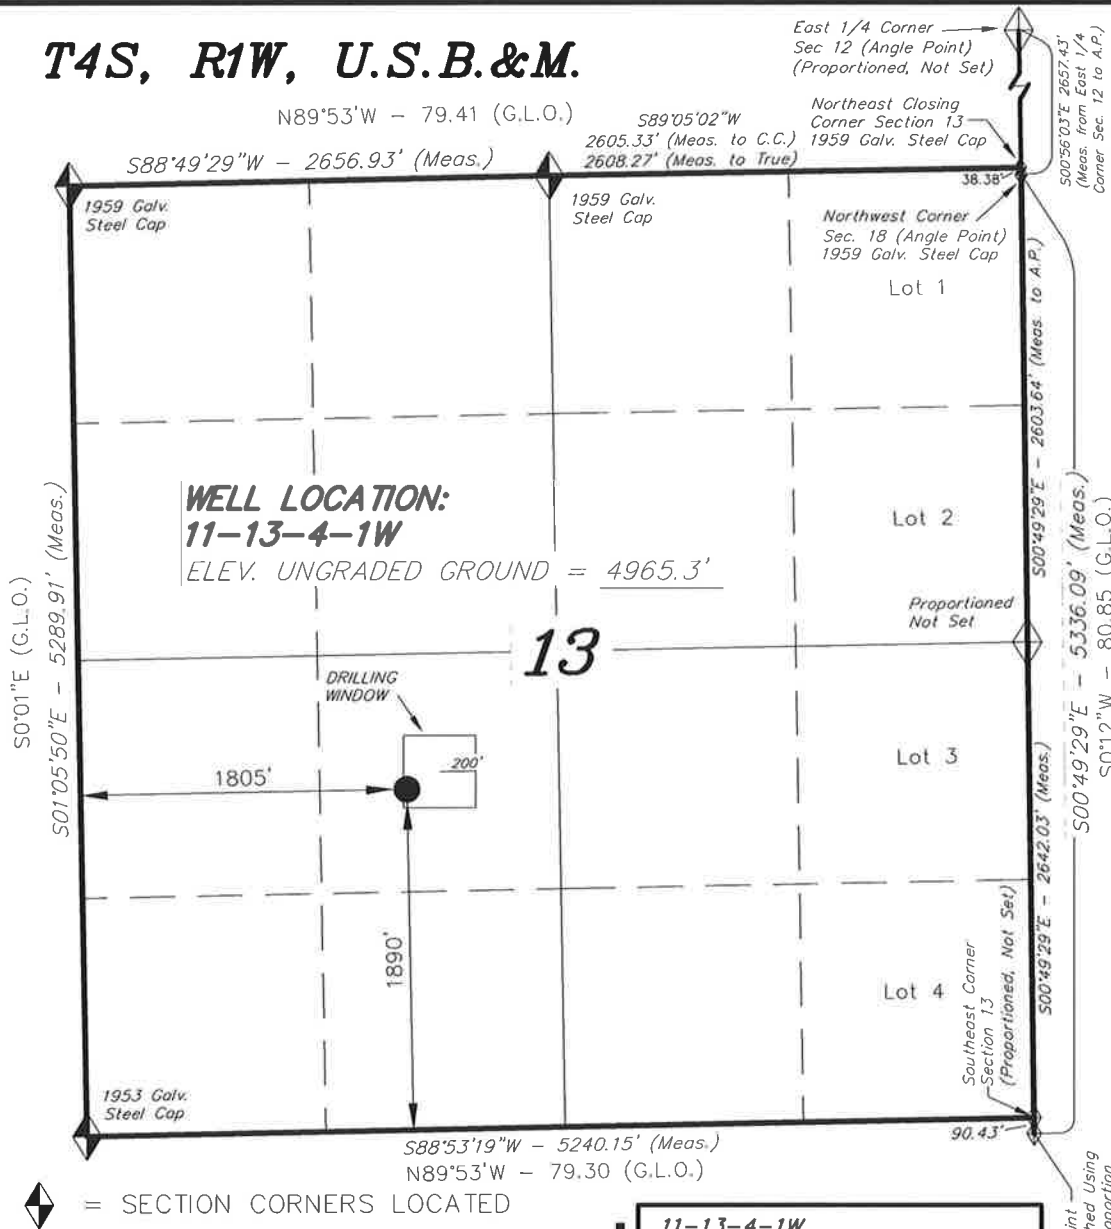 T4S, R1W, U.S.B.&M.
N89°53'W - 79.41 (G.L.O.)
S88°49'29"W - 2656.93' (Meas.)
S89°05'02"W
2605.33' (Meas. to C.C.)
2608.27' (Meas. to True)
East 1/4 Corner
Sec 12 (Angle Point)
(Proportioned, Not Set)
S00°56'03"E 2657.43'
(Meas. from East 1/4
Corner Sec. 12 to A.P.)
Northeast Closing
Corner Section 13
1959 Galv. Steel Cap
38.38'
1959 Galv.
Steel Cap
1959 Galv.
Steel Cap
Northwest Corner
Sec. 18 (Angle Point)
1959 Galv. Steel Cap
Lot 1
S00°49'29"E - 2603.64' (Meas. to A.P.)
WELL LOCATION:
11-13-4-1W
ELEV. UNGRADED GROUND = 4965.3'
Lot 2
Proportioned
Not Set
13
S0°01"E (G.L.O.)
S01°05'50"E - 5289.91' (Meas.)
S00°49'29"E - 5336.09' (Meas.)
S0°12"W - 80.85 (G.L.O.)
DRILLING
WINDOW
200'
1805'
Lot 3
1890'
S00°49'29"E - 2642.03' (Meas.)
Lot 4
Southeast Corner
Section 13
(Proportioned, Not Set)
1953 Galv.
Steel Cap
90.43'
S88°53'19"W - 5240.15' (Meas.)
N89°53'W - 79.30 (G.L.O.)
= SECTION CORNERS LOCATED
11-13-4-1W